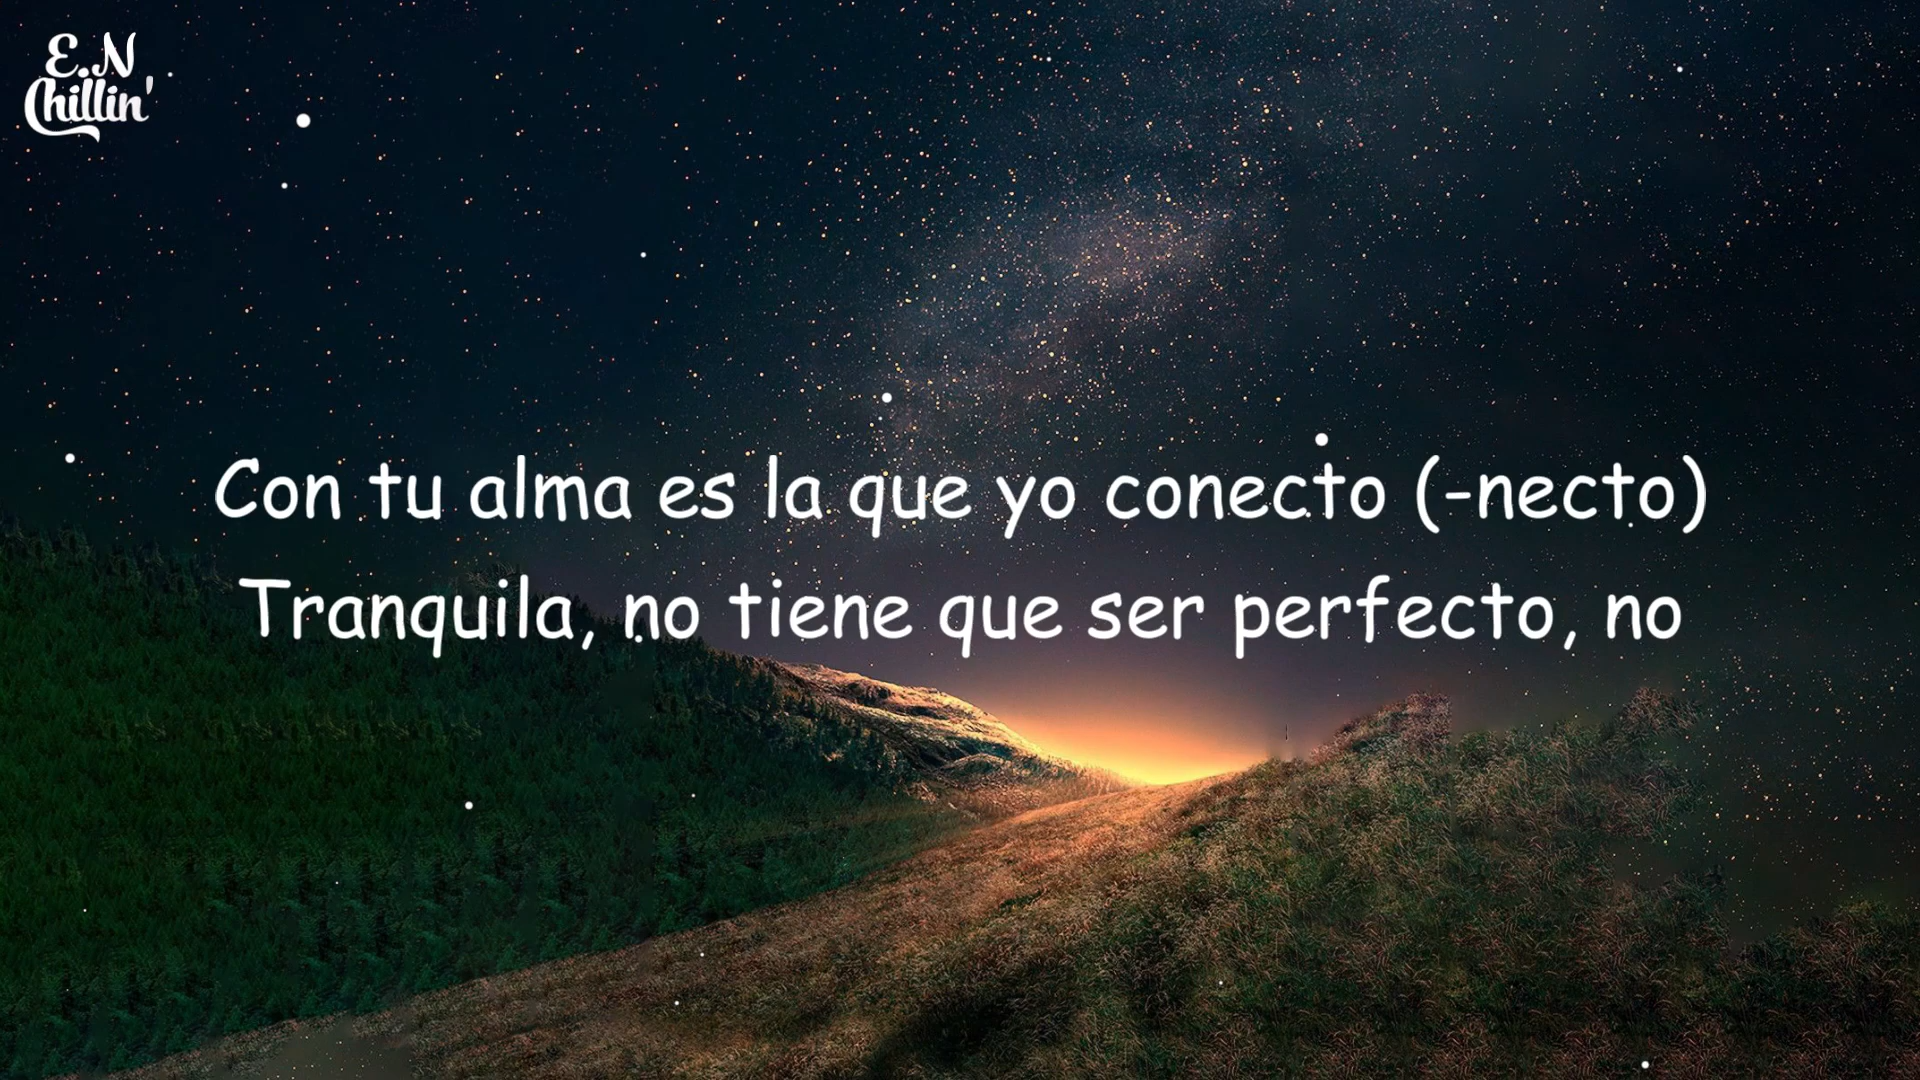 E.N
Chillin'
Con tu alma es la que yo conecto (-necto)
Tranquila, no tiene que ser perfecto, no